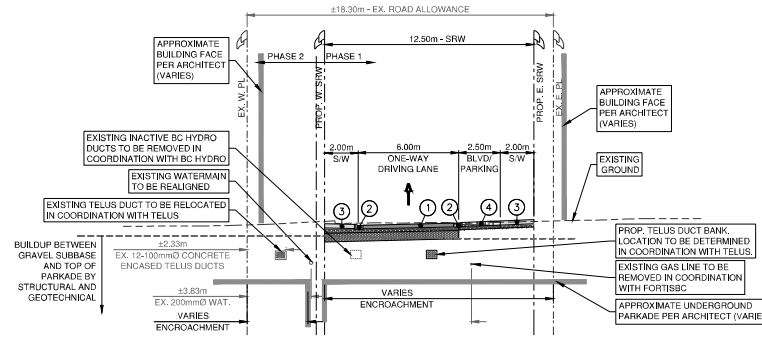 ±18.30m - EX. ROAD ALLOWANCE
12.50m - SRW
APPROXIMATE
BUILDING FACE
PER ARCHITECT
(VARIES)
PHASE 2
PHASE 1
EX. W. PL
PROP. W. SRW
PROP. E. SRW
EX. E. PL
APPROXIMATE
BUILDING FACE
PER ARCHITECT
(VARIES)
EXISTING INACTIVE BC HYDRO
DUCTS TO BE REMOVED IN
COORDINATION WITH BC HYDRO
2.00m
S/W
6.00m
ONE-WAY
DRIVING LANE
2.50m
BLVD/
PARKING
2.00m
S/W
EXISTING
GROUND
EXISTING WATERMAIN
TO BE REALIGNED
EXISTING TELUS DUCT TO BE RELOCATED
IN COORDINATION WITH TELUS
3
2
1
2
4
3
BUILDUP BETWEEN
GRAVEL SUBBASE
AND TOP OF
PARKADE BY
STRUCTURAL AND
GEOTECHNICAL
±2.33m
EX. 12-100mmØ CONCRETE
ENCASED TELUS DUCTS
PROP. TELUS DUCT BANK.
LOCATION TO BE DETERMINED
IN COORDINATION WITH TELUS.
EXISTING GAS LINE TO BE
REMOVED IN COORDINATION
WITH FORTISBC
±3.83m
EX. 200mmØ WAT.
VARIES
ENCROACHMENT
VARIES
ENCROACHMENT
APPROXIMATE UNDERGROUND
PARKADE PER ARCHITECT (VARIE